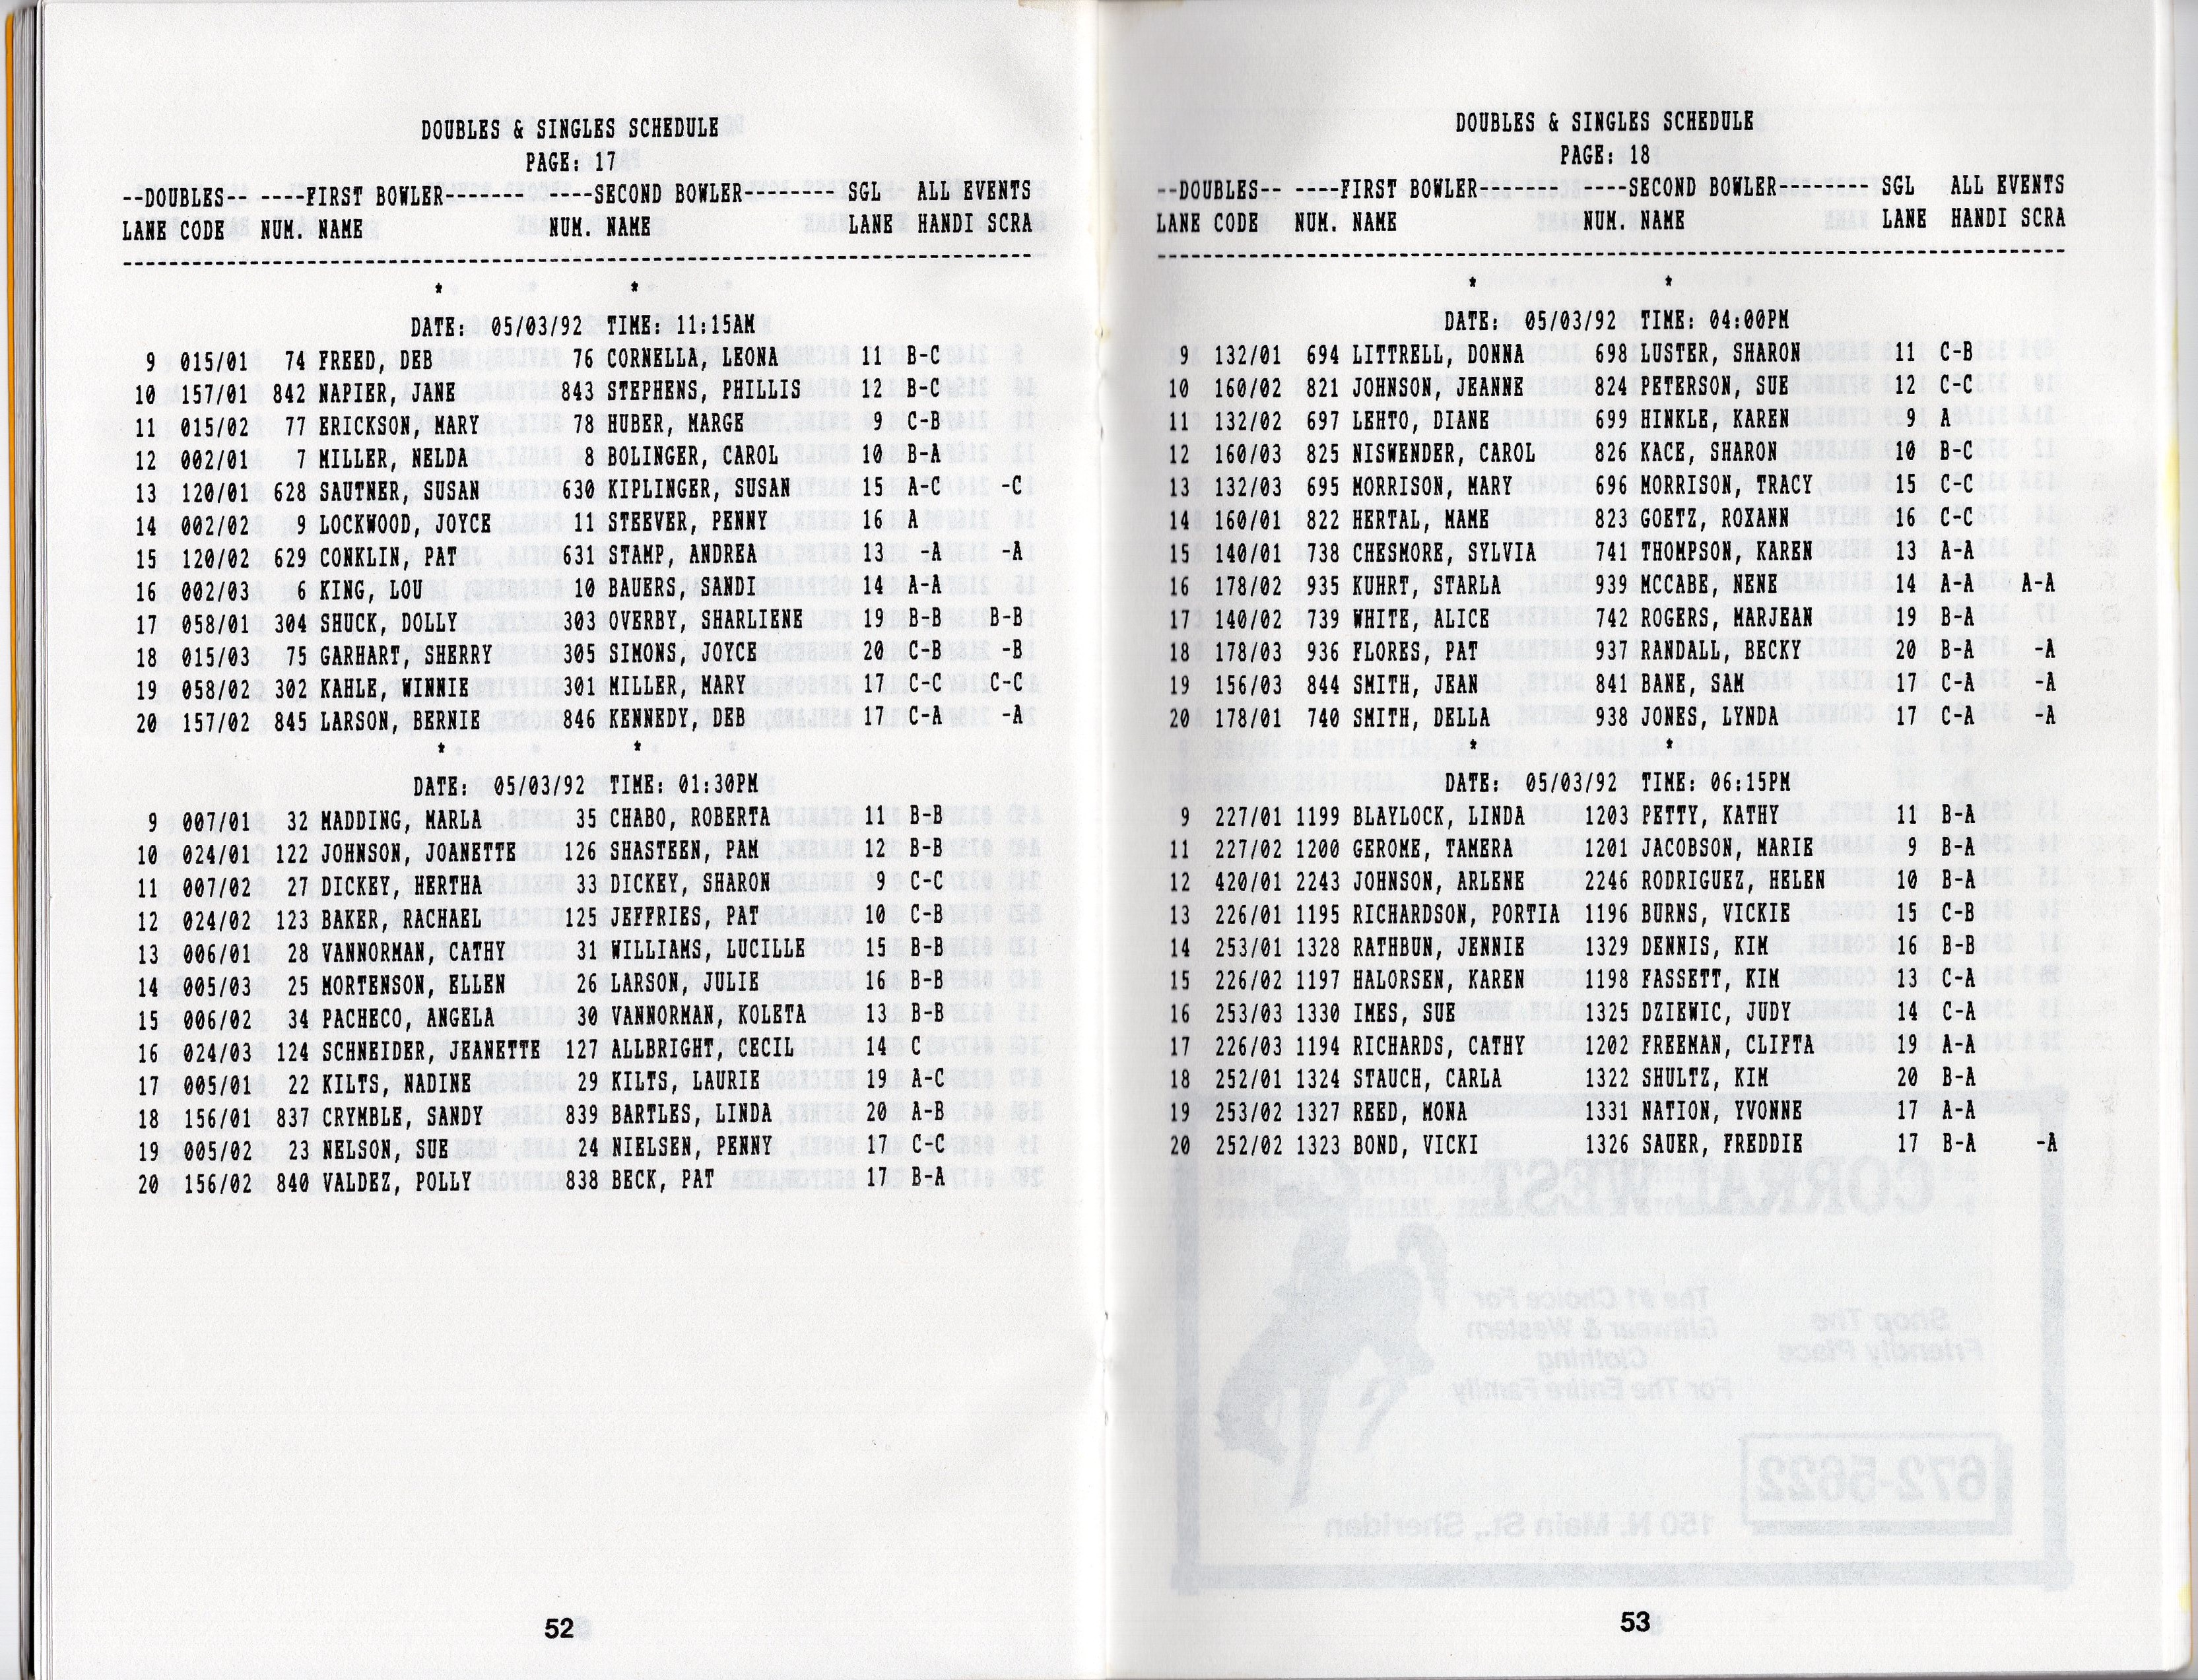 DOUBLES & SINGLES SCHEDULE
PAGE: 17
--DOUBLES-- ----FIRST BOWLER-------- ----SECOND BOWLER-------- SGL ALL EVENTS
LANE CODE NUM. NAME NUM. NAME LANE HANDI SCRA
-------------------------------------------------------------------------------
* *
DATE: 05/03/92 TIME: 11:15AM
9 015/01 74 FREED, DEB 76 CORNELLA, LEONA 11 B-C
10 157/01 842 NAPIER, JANE 843 STEPHENS, PHILLIS 12 B-C
11 015/02 77 ERICKSON, MARY 78 HUBER, MARGE 9 C-B
12 002/01 7 MILLER, NELDA 8 BOLINGER, CAROL 10 B-A
13 120/01 628 SAUTNER, SUSAN 630 KIPLINGER, SUSAN 15 A-C -C
14 002/02 9 LOCKWOOD, JOYCE 11 STEEVER, PENNY 16 A
15 120/02 629 CONKLIN, PAT 631 STAMP, ANDREA 13 -A -A
16 002/03 6 KING, LOU 10 BAUERS, SANDI 14 A-A
17 058/01 304 SHUCK, DOLLY 303 OVERBY, SHARLIENE 19 B-B B-B
18 015/03 75 GARHART, SHERRY 305 SIMONS, JOYCE 20 C-B -B
19 058/02 302 KAHLE, WINNIE 301 MILLER, MARY 17 C-C C-C
20 157/02 845 LARSON, BERNIE 846 KENNEDY, DEB 17 C-A -A
* *
DATE: 05/03/92 TIME: 01:30PM
9 007/01 32 MADDING, MARLA 35 CHABO, ROBERTA 11 B-B
10 024/01 122 JOHNSON, JOANETTE 126 SHASTEEN, PAM 12 B-B
11 007/02 27 DICKEY, HERTHA 33 DICKEY, SHARON 9 C-C
12 024/02 123 BAKER, RACHAEL 125 JEFFRIES, PAT 10 C-B
13 006/01 28 VANNORMAN, CATHY 31 WILLIAMS, LUCILLE 15 B-B
14 005/03 25 MORTENSON, ELLEN 26 LARSON, JULIE 16 B-B
15 006/02 34 PACHECO, ANGELA 30 VANNORMAN, KOLETA 13 B-B
16 024/03 124 SCHNEIDER, JEANETTE 127 ALLBRIGHT, CECIL 14 C
17 005/01 22 KILTS, NADINE 29 KILTS, LAURIE 19 A-C
18 156/01 837 CRYMBLE, SANDY 839 BARTLES, LINDA 20 A-B
19 005/02 23 NELSON, SUE 24 NIELSEN, PENNY 17 C-C
20 156/02 840 VALDEZ, POLLY 838 BECK, PAT 17 B-A
52
DOUBLES & SINGLES SCHEDULE
PAGE: 18
--DOUBLES-- ----FIRST BOWLER------- ----SECOND BOWLER-------- SGL ALL EVENTS
LANE CODE NUM. NAME NUM. NAME LANE HANDI SCRA
-------------------------------------------------------------------------------
* *
DATE: 05/03/92 TIME: 04:00PM
9 132/01 694 LITTRELL, DONNA 698 LUSTER, SHARON 11 C-B
10 160/02 821 JOHNSON, JEANNE 824 PETERSON, SUE 12 C-C
11 132/02 697 LEHTO, DIANE 699 HINKLE, KAREN 9 A
12 160/03 825 NISWENDER, CAROL 826 KACE, SHARON 10 B-C
13 132/03 695 MORRISON, MARY 696 MORRISON, TRACY 15 C-C
14 160/01 822 HERTAL, MAME 823 GOETZ, ROXANN 16 C-C
15 140/01 738 CHESMORE, SYLVIA 741 THOMPSON, KAREN 13 A-A
16 178/02 935 KUHRT, STARLA 939 MCCABE, NENE 14 A-A A-A
17 140/02 739 WHITE, ALICE 742 ROGERS, MARJEAN 19 B-A
18 178/03 936 FLORES, PAT 937 RANDALL, BECKY 20 B-A -A
19 156/03 844 SMITH, JEAN 841 BANE, SAM 17 C-A -A
20 178/01 740 SMITH, DELLA 938 JONES, LYNDA 17 C-A -A
* *
DATE: 05/03/92 TIME: 06:15PM
9 227/01 1199 BLAYLOCK, LINDA 1203 PETTY, KATHY 11 B-A
11 227/02 1200 GEROME, TAMERA 1201 JACOBSON, MARIE 9 B-A
12 420/01 2243 JOHNSON, ARLENE 2246 RODRIGUEZ, HELEN 10 B-A
13 226/01 1195 RICHARDSON, PORTIA 1196 BURNS, VICKIE 15 C-B
14 253/01 1328 RATHBUN, JENNIE 1329 DENNIS, KIM 16 B-B
15 226/02 1197 HALORSEN, KAREN 1198 FASSETT, KIM 13 C-A
16 253/03 1330 IMES, SUE 1325 DZIEWIC, JUDY 14 C-A
17 226/03 1194 RICHARDS, CATHY 1202 FREEMAN, CLIFTA 19 A-A
18 252/01 1324 STAUCH, CARLA 1322 SHULTZ, KIM 20 B-A
19 253/02 1327 REED, MONA 1331 NATION, YVONNE 17 A-A
20 252/02 1323 BOND, VICKI 1326 SAUER, FREDDIE 17 B-A -A
53